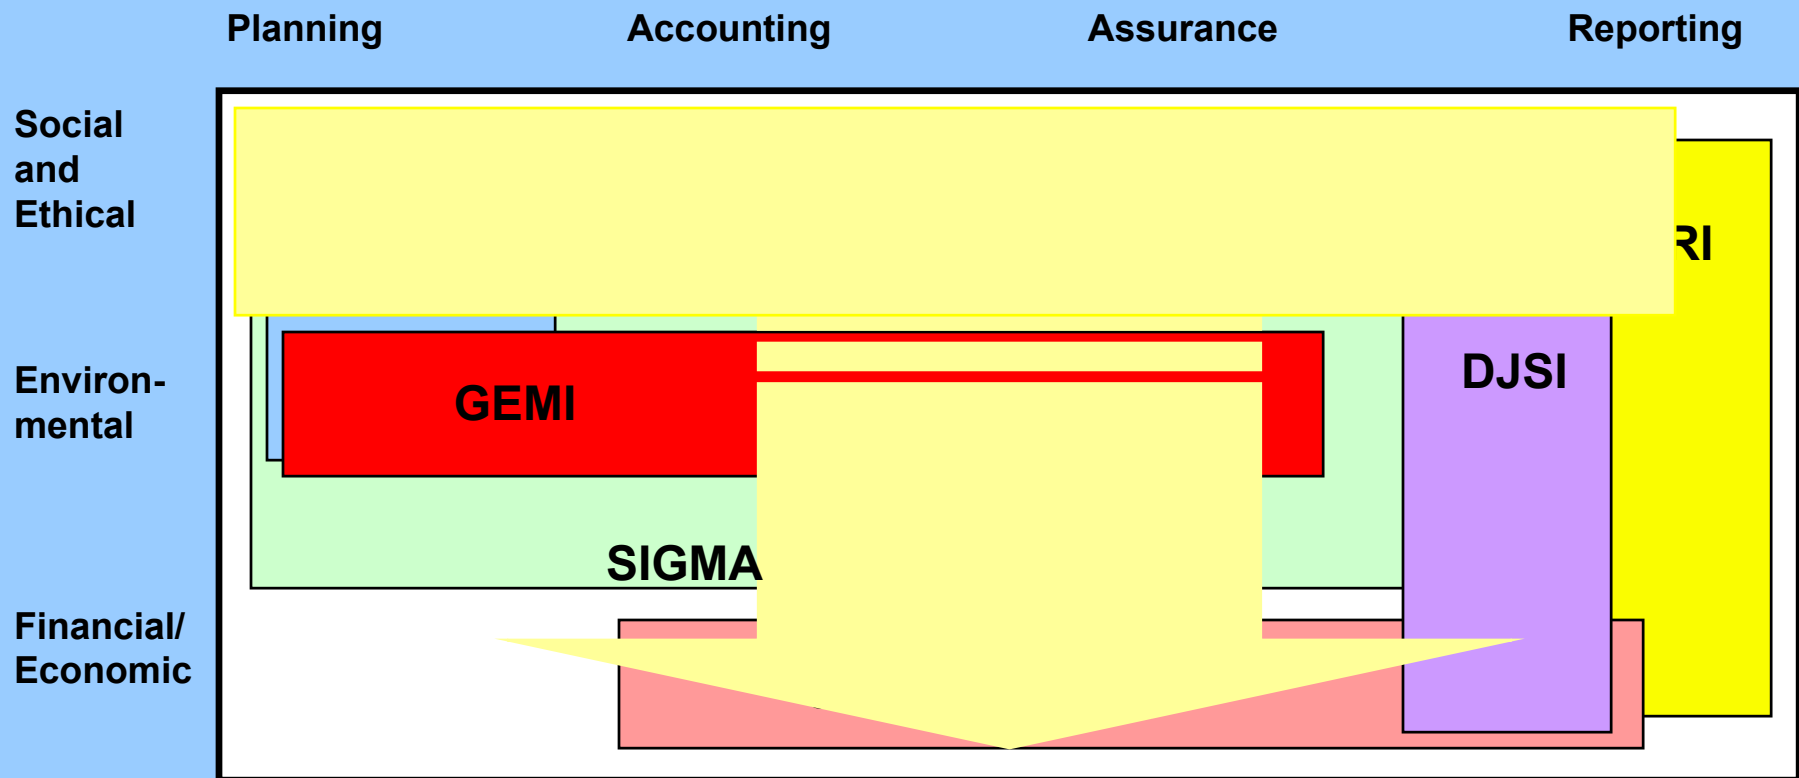 Planning Accounting Assurance Reporting
Social
and
Ethical
RI
Environ-
mental
DJSI
GEMI
SIGMA
Financial/
Economic